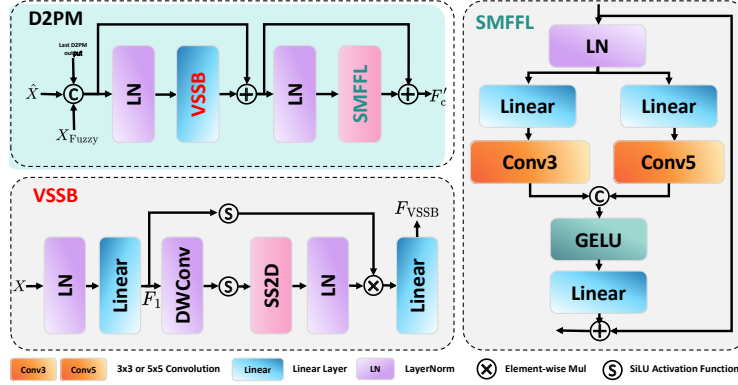 D2PM
Last D2PM
output
X̂
C
X_Fuzzy
LN
VSSB
+
LN
SMFFL
+
F'_c
VSSB
X
LN
Linear
F_1
DWConv
S
S
SS2D
LN
×
Linear
F_VSSB
SMFFL
LN
Linear
Linear
Conv3
Conv5
C
GELU
Linear
+
Conv3 Conv5 3x3 or 5x5 Convolution Linear Linear Layer LN LayerNorm × Element-wise Mul S SiLU Activation Function